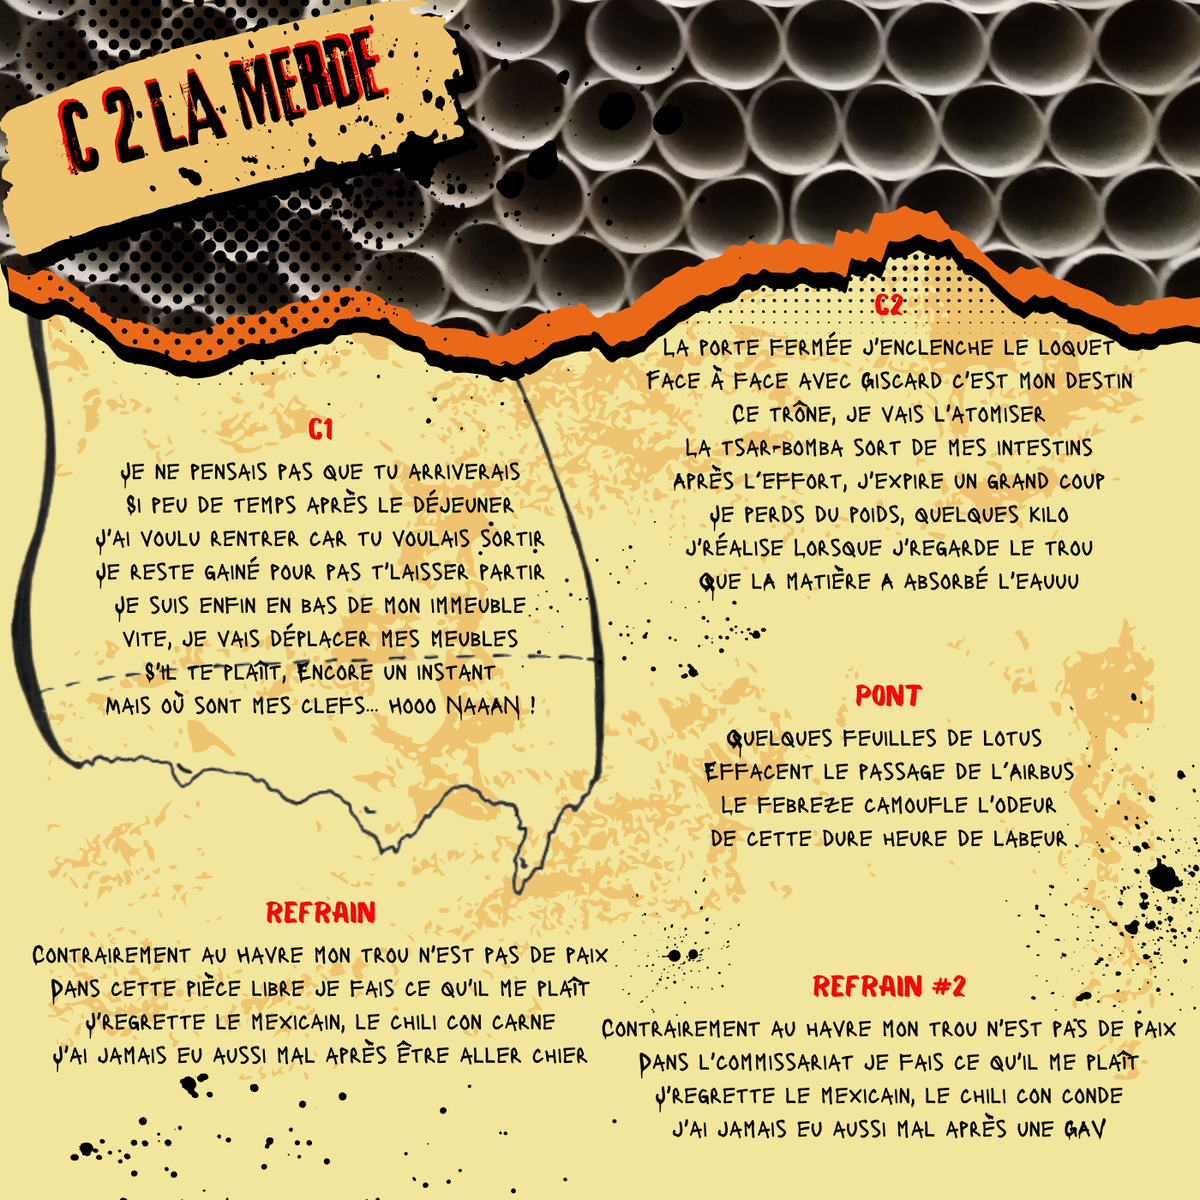 C 2 LA MERDE
C1
JE NE PENSAIS PAS QUE TU ARRIVERAIS
SI PEU DE TEMPS APRÈS LE DÉJEUNER
J'AI VOULU RENTRER CAR TU VOULAIS SORTIR
JE RESTE GAINÉ POUR PAS T'LAISSER PARTIR
JE SUIS ENFIN EN BAS DE MON IMMEUBLE
VITE, JE VAIS DÉPLACER MES MEUBLES
S'IL TE PLAÎT, ENCORE UN INSTANT
MAIS OÙ SONT MES CLEFS... HOOO NAAAN !
REFRAIN
CONTRAIREMENT AU HAVRE MON TROU N'EST PAS DE PAIX
DANS CETTE PIÈCE LIBRE JE FAIS CE QU'IL ME PLAÎT
J'REGRETTE LE MEXICAIN, LE CHILI CON CARNE
J'AI JAMAIS EU AUSSI MAL APRÈS ÊTRE ALLER CHIER
C2
LA PORTE FERMÉE J'ENCLENCHE LE LOQUET
FACE À FACE AVEC GISCARD C'EST MON DESTIN
CE TRÔNE, JE VAIS L'ATOMISER
LA TSAR-BOMBA SORT DE MES INTESTINS
APRÈS L'EFFORT, J'EXPIRE UN GRAND COUP
JE PERDS DU POIDS, QUELQUES KILO
J'RÉALISE LORSQUE J'REGARDE LE TROU
QUE LA MATIÈRE A ABSORBÉ L'EAUUU
PONT
QUELQUES FEUILLES DE LOTUS
EFFACENT LE PASSAGE DE L'AIRBUS
LE FEBREZE CAMOUFLE L'ODEUR
DE CETTE DURE HEURE DE LABEUR
REFRAIN #2
CONTRAIREMENT AU HAVRE MON TROU N'EST PAS DE PAIX
DANS L'COMMISSARIAT JE FAIS CE QU'IL ME PLAÎT
J'REGRETTE LE MEXICAIN, LE CHILI CON CONDE
J'AI JAMAIS EU AUSSI MAL APRÈS UNE GAV